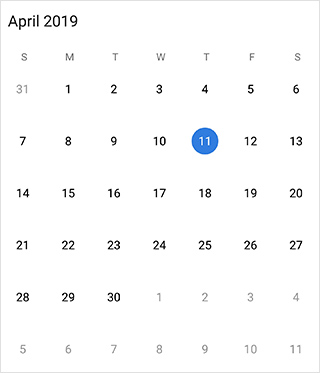 April 2019
S M T W T F S
31 1 2 3 4 5 6
7 8 9 10 11 12 13
14 15 16 17 18 19 20
21 22 23 24 25 26 27
28 29 30 1 2 3 4
5 6 7 8 9 10 11